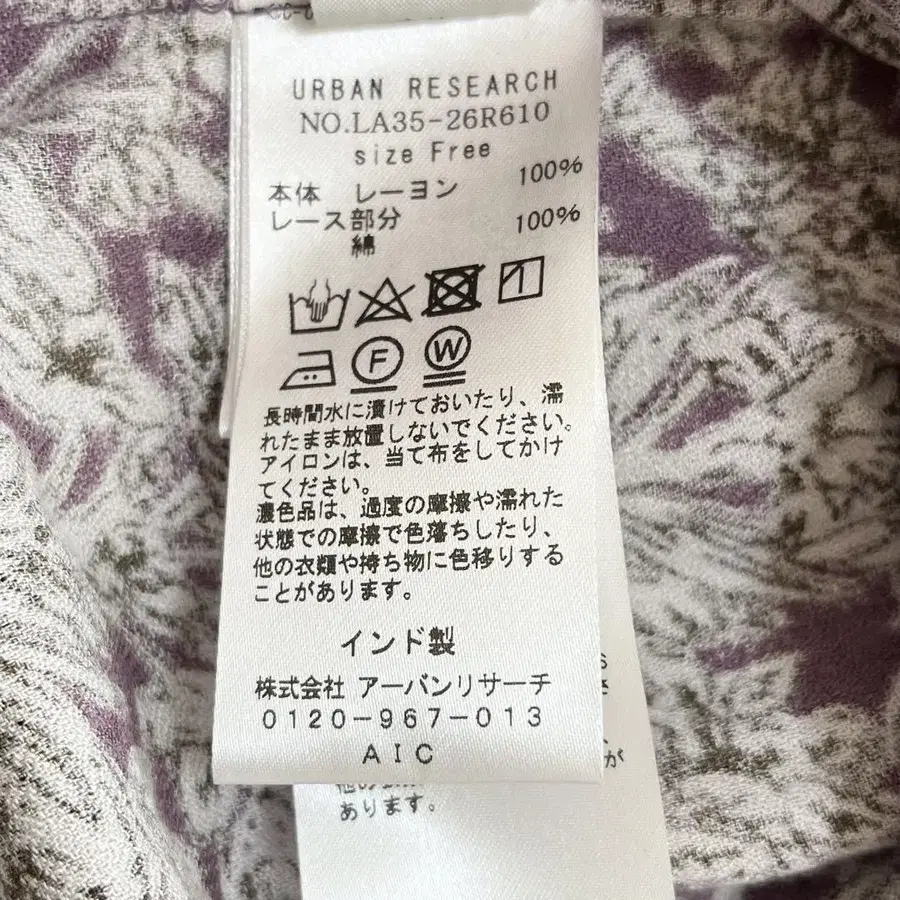 URBAN RESEARCH
NO.LA35-26R610
size Free
本体 レーヨン 100%
レース部分
綿 100%
F W
長時間水に漬けておいたり、濡
れたまま放置しないでください。
アイロンは、当て布をしてかけ
てください。
濃色品は、過度の摩擦や濡れた
状態での摩擦で色落ちしたり、
他の衣類や持ち物に色移りする
ことがあります。
インド製
株式会社 アーバンリサーチ
0120-967-013
AIC
あります。